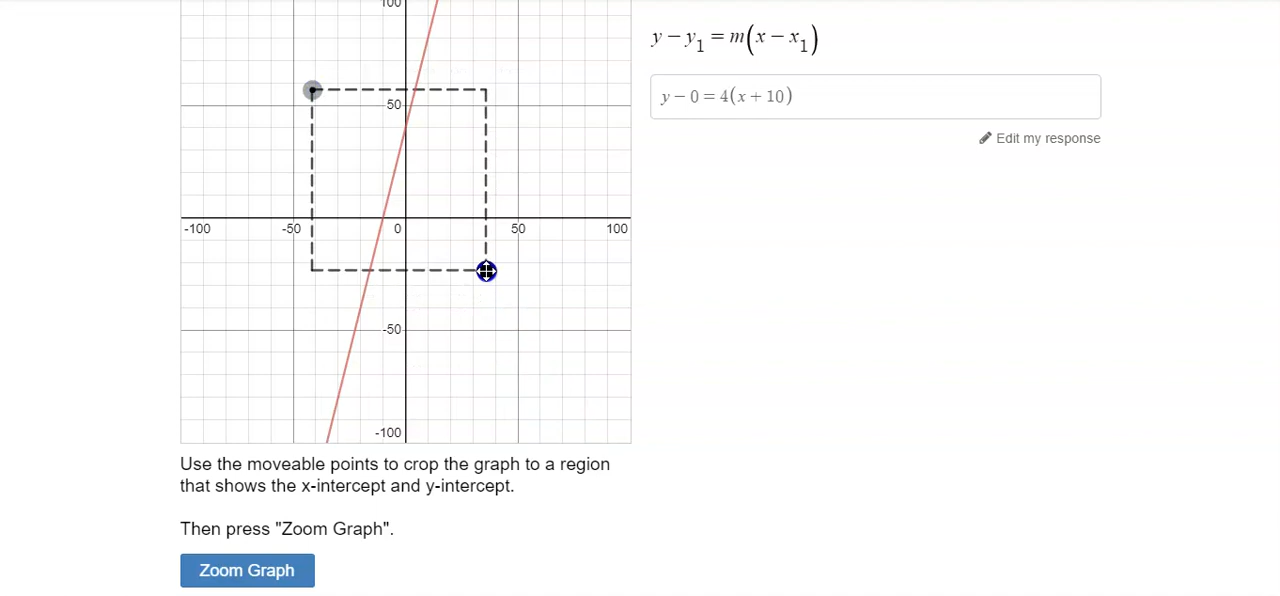 100
50
-100 -50 0 50 100
-50
-100
y − y₁ = m(x − x₁)
y − 0 = 4(x + 10)
Edit my response
Use the moveable points to crop the graph to a region
that shows the x-intercept and y-intercept.
Then press "Zoom Graph".
Zoom Graph